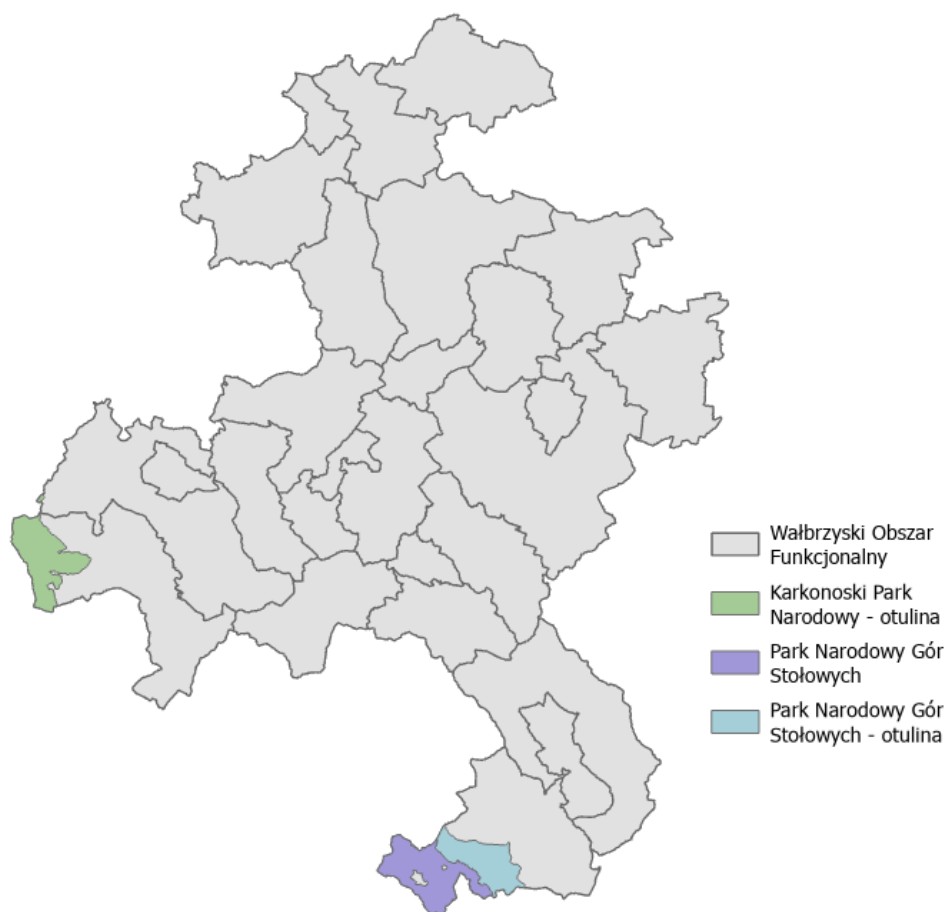 Wałbrzyski Obszar
Funkcjonalny
Karkonoski Park
Narodowy - otulina
Park Narodowy Gór
Stołowych
Park Narodowy Gór
Stołowych - otulina